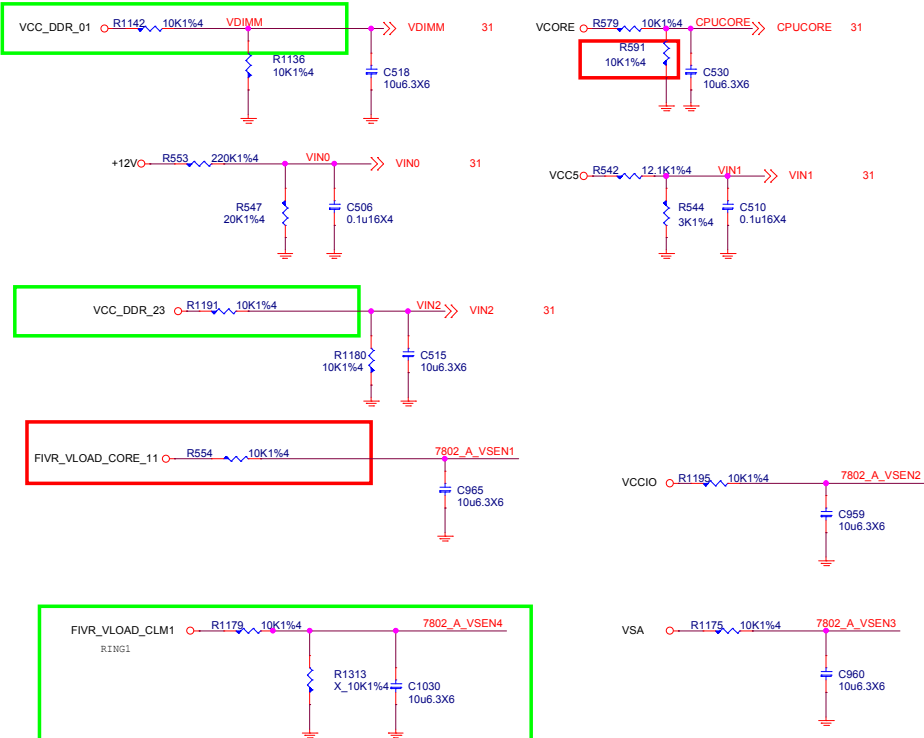 VCC_DDR_01 R1142 10K1%4 VDIMM VDIMM 31
R1136
10K1%4
C518
10u6.3X6
VCORE R579 10K1%4 CPUCORE CPUCORE 31
R591
10K1%4
C530
10u6.3X6
+12V R553 220K1%4 VIN0 VIN0 31
R547
20K1%4
C506
0.1u16X4
VCC5 R542 12.1K1%4 VIN1 VIN1 31
R544
3K1%4
C510
0.1u16X4
VCC_DDR_23 R1191 10K1%4 VIN2 VIN2 31
R1180
10K1%4
C515
10u6.3X6
FIVR_VLOAD_CORE_11 R554 10K1%4 7802_A_VSEN1
C965
10u6.3X6
VCCIO R1195 10K1%4 7802_A_VSEN2
C959
10u6.3X6
FIVR_VLOAD_CLM1 R1179 10K1%4 7802_A_VSEN4
RING1
R1313
X_10K1%4
C1030
10u6.3X6
VSA R1175 10K1%4 7802_A_VSEN3
C960
10u6.3X6